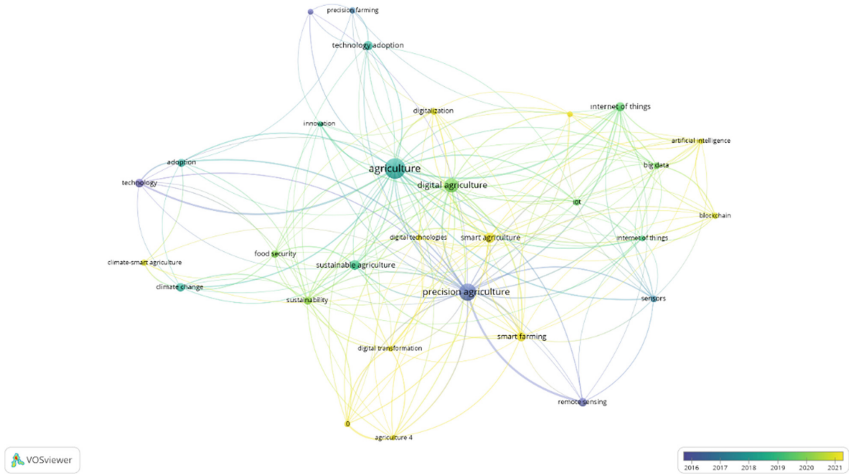 precision farming
technology adoption
internet of things
digitalization
innovation
artificial intelligence
adoption
big data
agriculture
technology
digital agriculture
iot
blockchain
digital technologies
smart agriculture
internet of things
food security
climate-smart agriculture
sustainable agriculture
climate change
precision agriculture
sustainability
sensors
smart farming
digital transformation
remote sensing
0
agriculture 4
VOSviewer
2016 2017 2018 2019 2020 2021